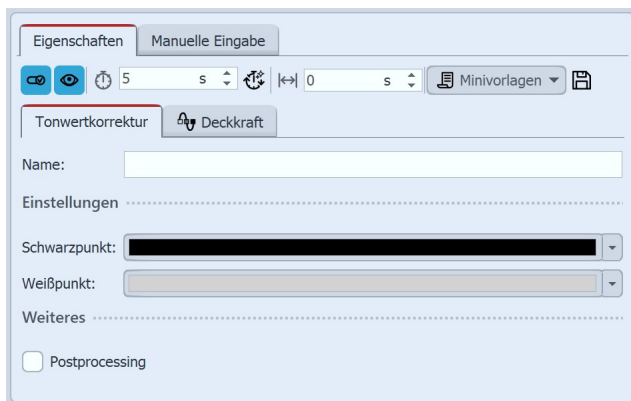 Eigenschaften Manuelle Eingabe
5 s 0 s Minivorlagen
Tonwertkorrektur Deckkraft
Name:
Einstellungen
Schwarzpunkt:
Weißpunkt:
Weiteres
Postprocessing